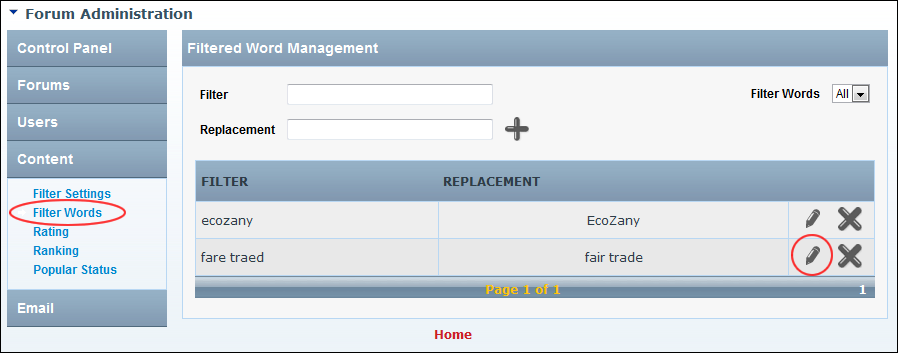 Forum Administration
Control Panel
Forums
Users
Content
Filter Settings
Filter Words
Rating
Ranking
Popular Status
Email
Filtered Word Management
Filter
Filter Words All
Replacement
FILTER REPLACEMENT
ecozany EcoZany
fare traed fair trade
Page 1 of 1 1
Home